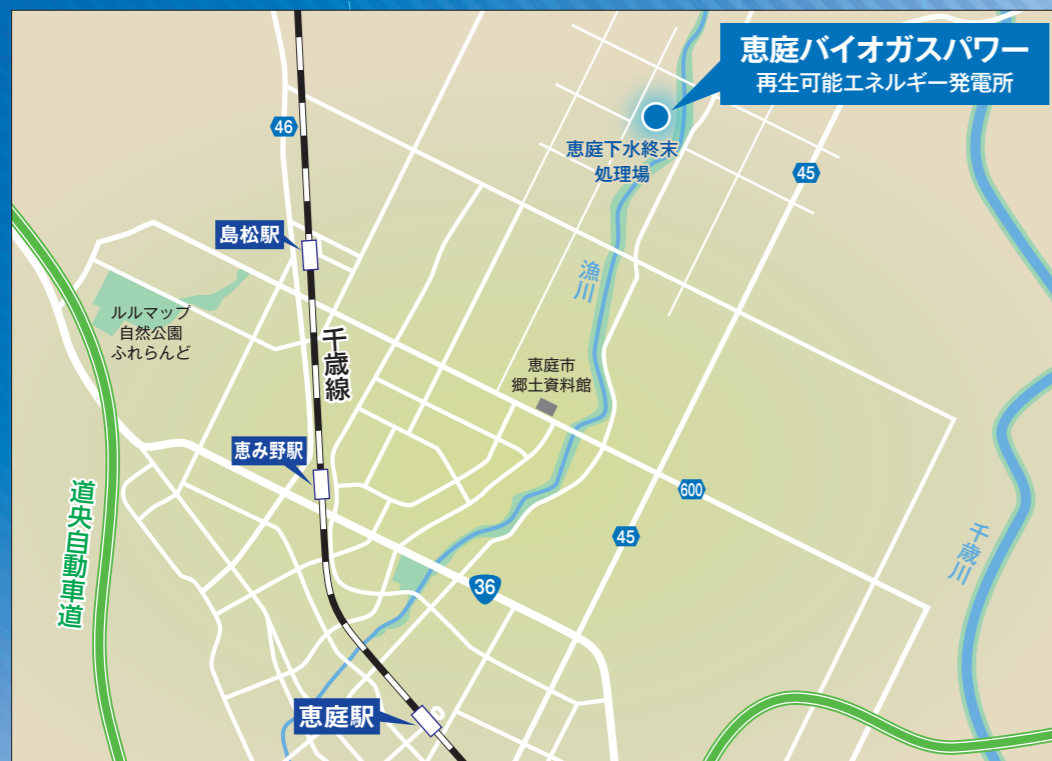 恵庭バイオガスパワー
再生可能エネルギー発電所
恵庭下水終末
処理場
46
45
島松駅
漁川
ルルマップ
自然公園
ふれらんど
千歳線
恵庭市
郷土資料館
恵み野駅
道央自動車道
600
45
千歳川
36
恵庭駅